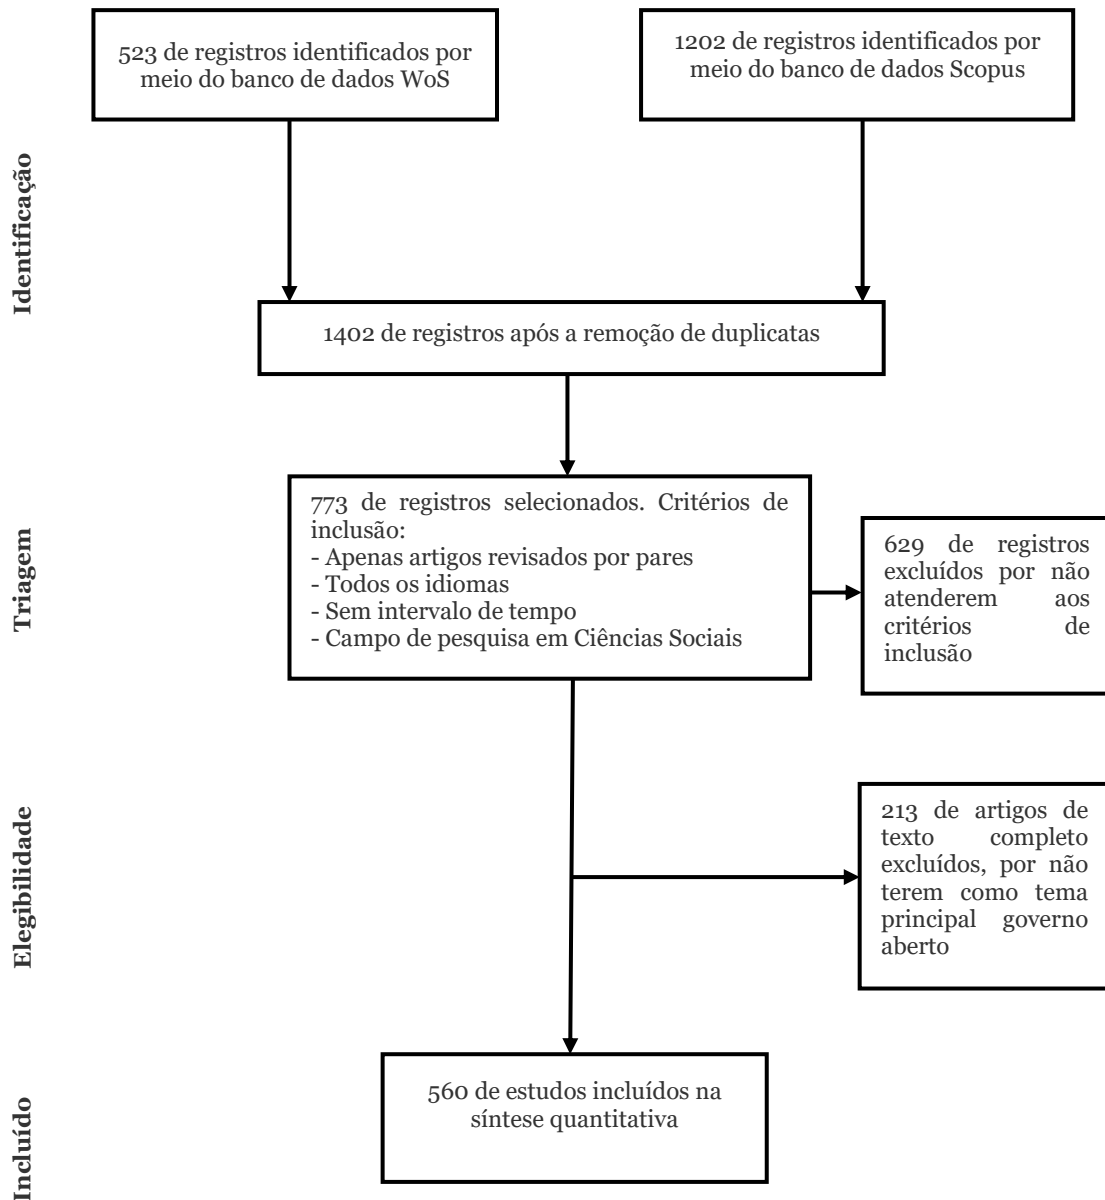 523 de registros identificados por
meio do banco de dados WoS
1202 de registros identificados por
meio do banco de dados Scopus
Identificação
1402 de registros após a remoção de duplicatas
Triagem
773 de registros selecionados. Critérios de
inclusão:
- Apenas artigos revisados por pares
- Todos os idiomas
- Sem intervalo de tempo
- Campo de pesquisa em Ciências Sociais
629 de registros
excluídos por não
atenderem aos
critérios de
inclusão
Elegibilidade
213 de artigos de
texto completo
excluídos, por não
terem como tema
principal governo
aberto
Incluído
560 de estudos incluídos na
síntese quantitativa